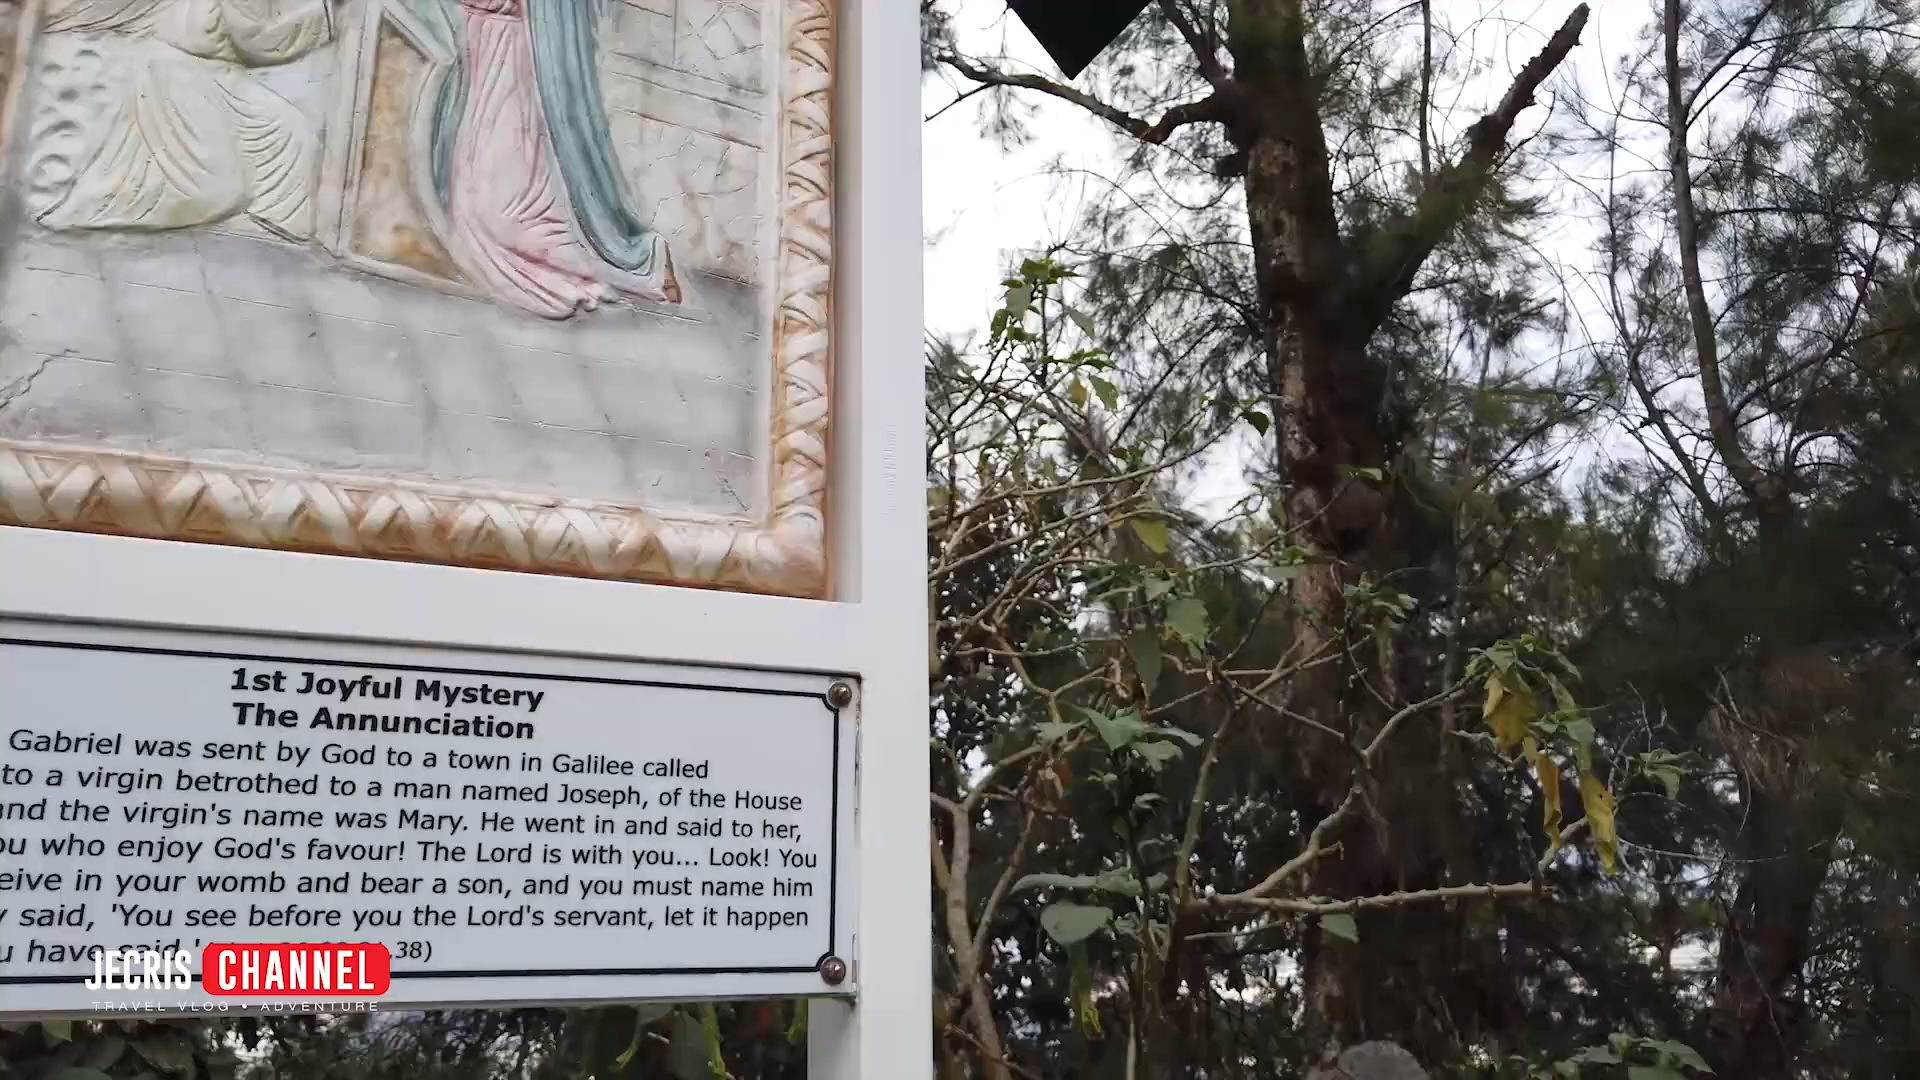 1st Joyful Mystery
The Annunciation
Gabriel was sent by God to a town in Galilee called
to a virgin betrothed to a man named Joseph, of the House
and the virgin's name was Mary. He went in and said to her,
who enjoy God's favour! The Lord is with you... Look! You
in your womb and bear a son, and you must name him
said, 'You see before you the Lord's servant, let it happen
have said.' 38)
JECRIS CHANNEL
TRAVEL VLOG • ADVENTURE